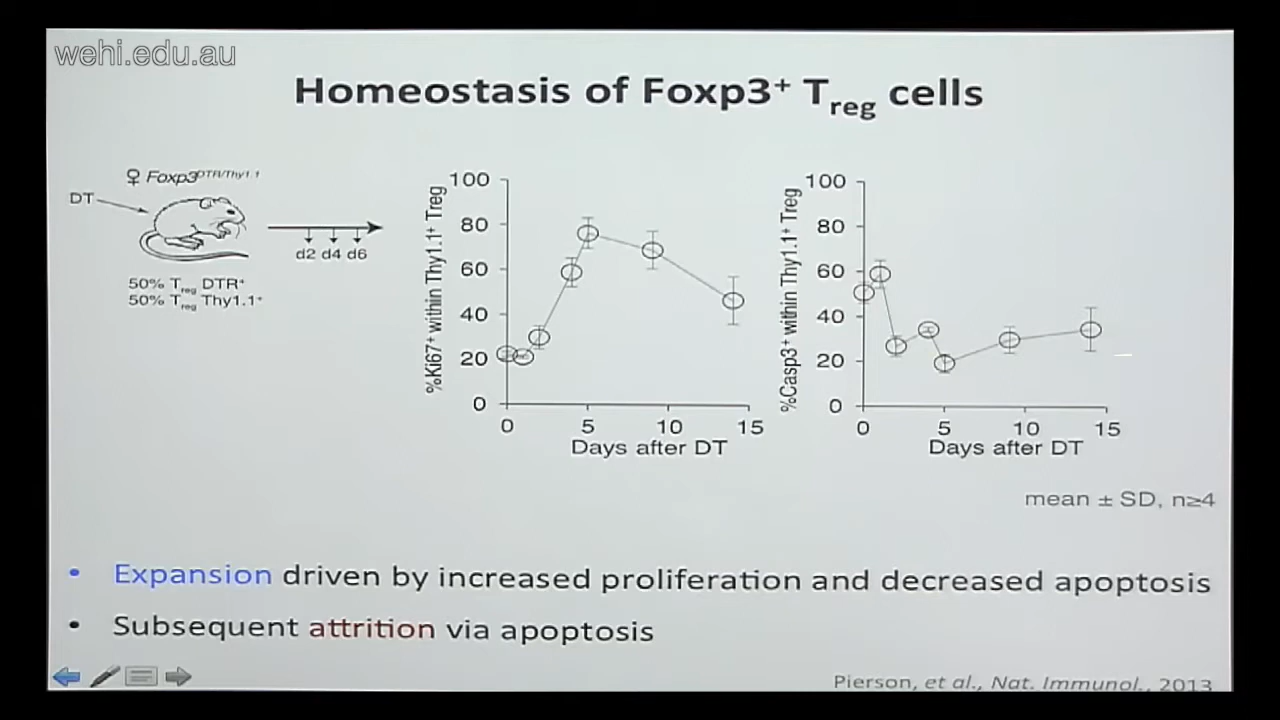 wehi.edu.au
Homeostasis of Foxp3⁺ Treg cells
♀ Foxp3ᴰᵀᴿ/ᵀʰʸ¹·¹
DT
d2 d4 d6
50% Treg DTR⁺
50% Treg Thy1.1⁺
%Ki67⁺ within Thy1.1⁺ Treg
100
80
60
40
20
0
0 5 10 15
Days after DT
%Casp3⁺ within Thy1.1⁺ Treg
100
80
60
40
20
0
0 5 10 15
Days after DT
mean ± SD, n≥4
• Expansion driven by increased proliferation and decreased apoptosis
• Subsequent attrition via apoptosis
Pierson, et al., Nat. Immunol., 2013